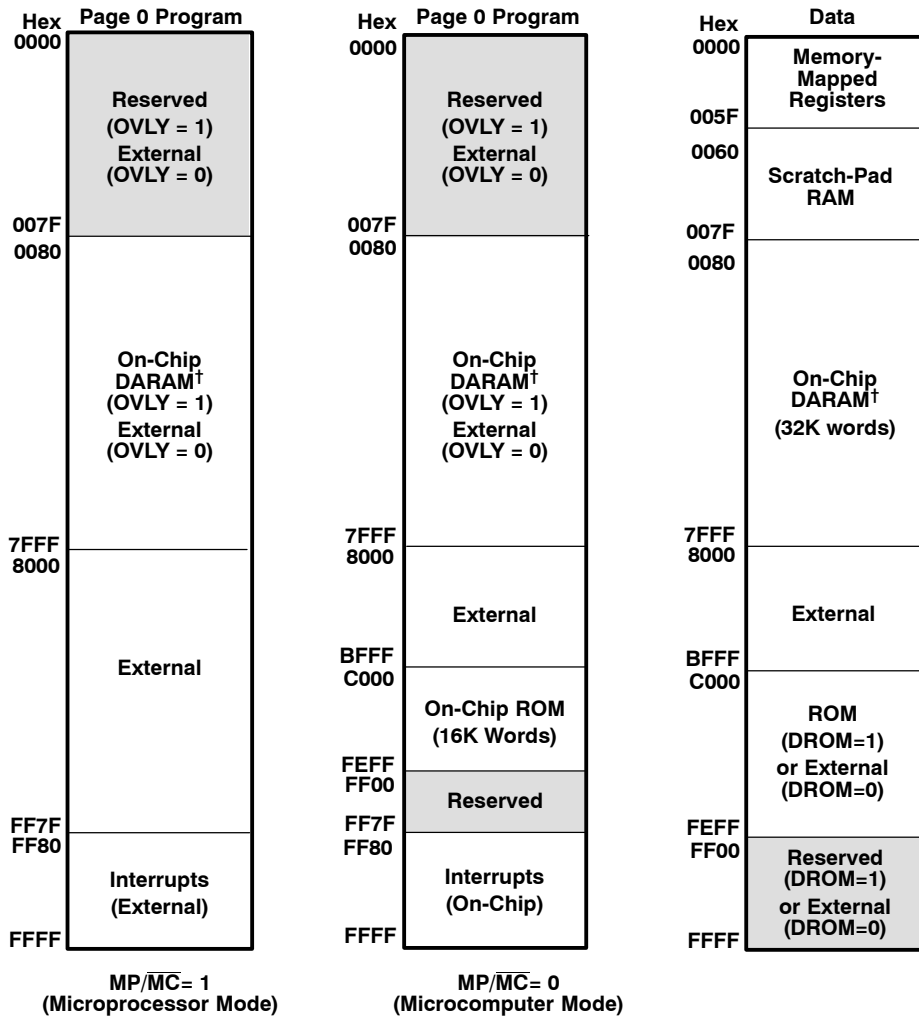 Hex Page 0 Program
0000
Reserved
(OVLY = 1)
External
(OVLY = 0)
007F
0080
On-Chip
DARAM†
(OVLY = 1)
External
(OVLY = 0)
7FFF
8000
External
FF7F
FF80
Interrupts
(External)
FFFF
MP/M̅C̅= 1
(Microprocessor Mode)
Hex Page 0 Program
0000
Reserved
(OVLY = 1)
External
(OVLY = 0)
007F
0080
On-Chip
DARAM†
(OVLY = 1)
External
(OVLY = 0)
7FFF
8000
External
BFFF
C000
On-Chip ROM
(16K Words)
FEFF
FF00
Reserved
FF7F
FF80
Interrupts
(On-Chip)
FFFF
MP/M̅C̅= 0
(Microcomputer Mode)
Hex Data
0000
Memory-
Mapped
Registers
005F
0060
Scratch-Pad
RAM
007F
0080
On-Chip
DARAM†
(32K words)
7FFF
8000
External
BFFF
C000
ROM
(DROM=1)
or External
(DROM=0)
FEFF
FF00
Reserved
(DROM=1)
or External
(DROM=0)
FFFF